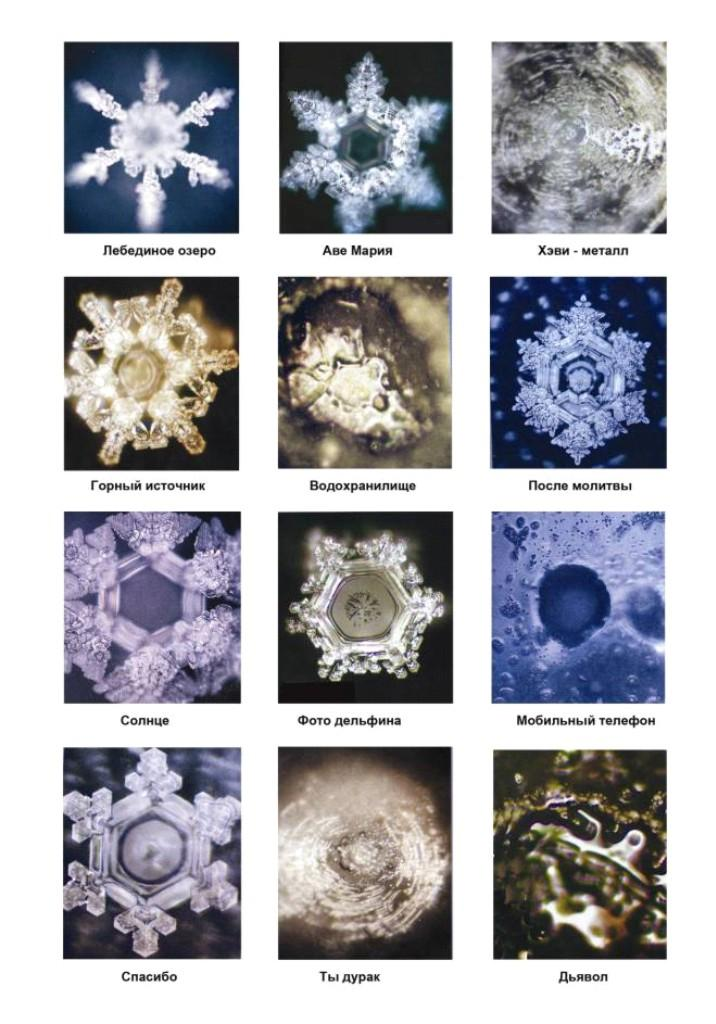 Лебединое озеро
Аве Мария
Хэви - металл
Горный источник
Водохранилище
После молитвы
Солнце
Фото дельфина
Мобильный телефон
Спасибо
Ты дурак
Дьявол